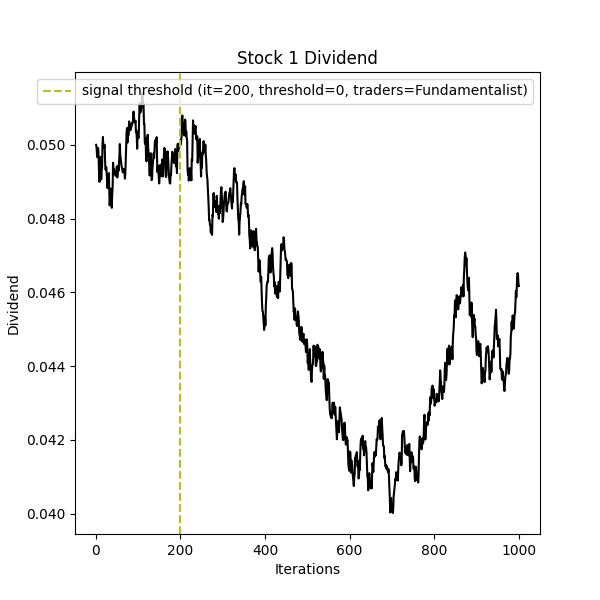 Stock 1 Dividend
signal threshold (it=200, threshold=0, traders=Fundamentalist)
0.050
0.048
0.046
0.044
0.042
0.040
Dividend
0 200 400 600 800 1000
Iterations